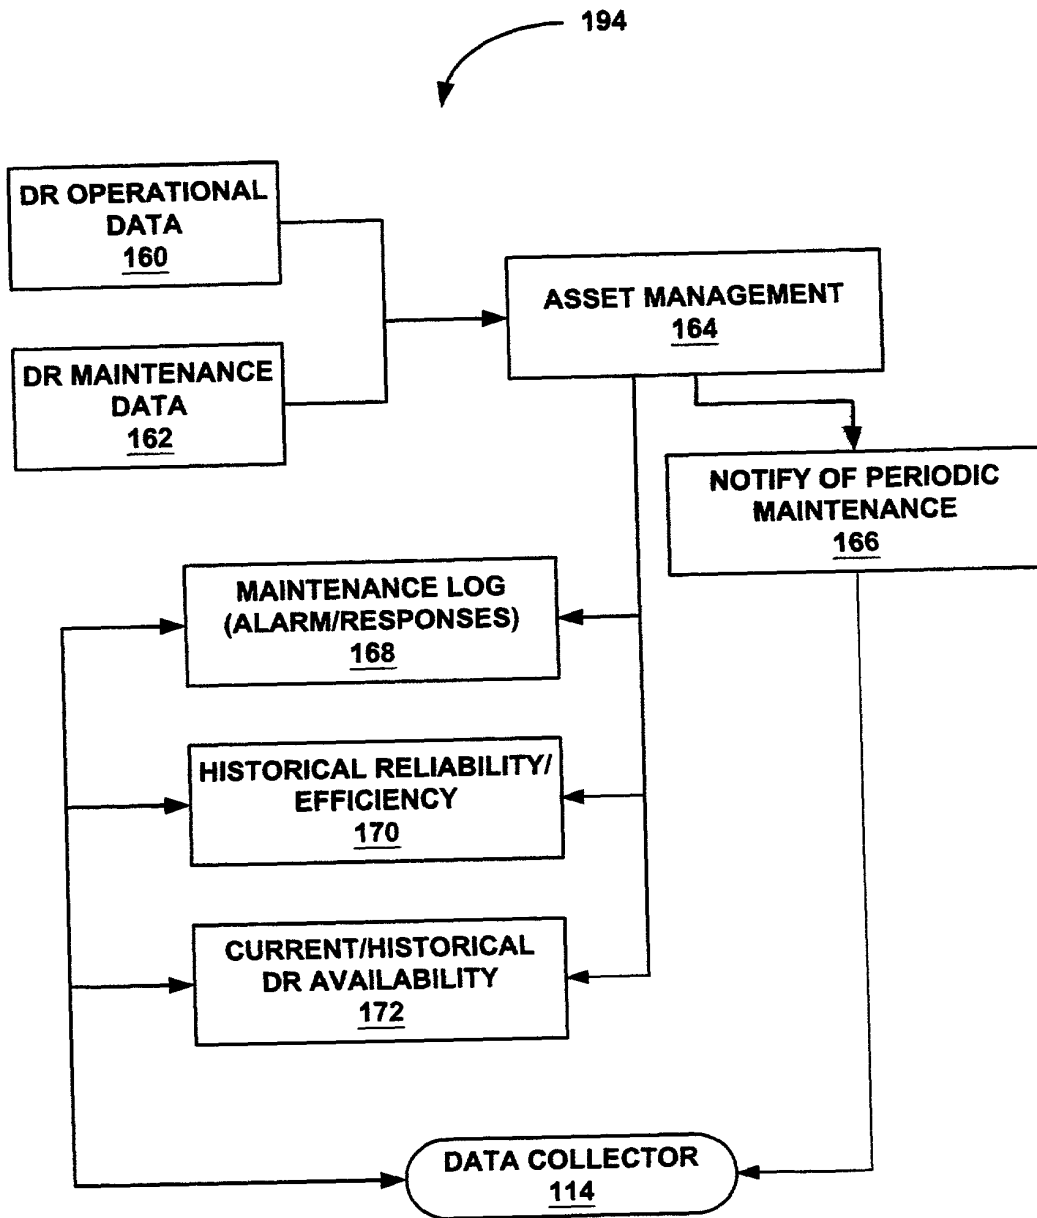 194
DR OPERATIONAL
DATA
160
ASSET MANAGEMENT
164
DR MAINTENANCE
DATA
162
NOTIFY OF PERIODIC
MAINTENANCE
166
MAINTENANCE LOG
(ALARM/RESPONSES)
168
HISTORICAL RELIABILITY/
EFFICIENCY
170
CURRENT/HISTORICAL
DR AVAILABILITY
172
DATA COLLECTOR
114